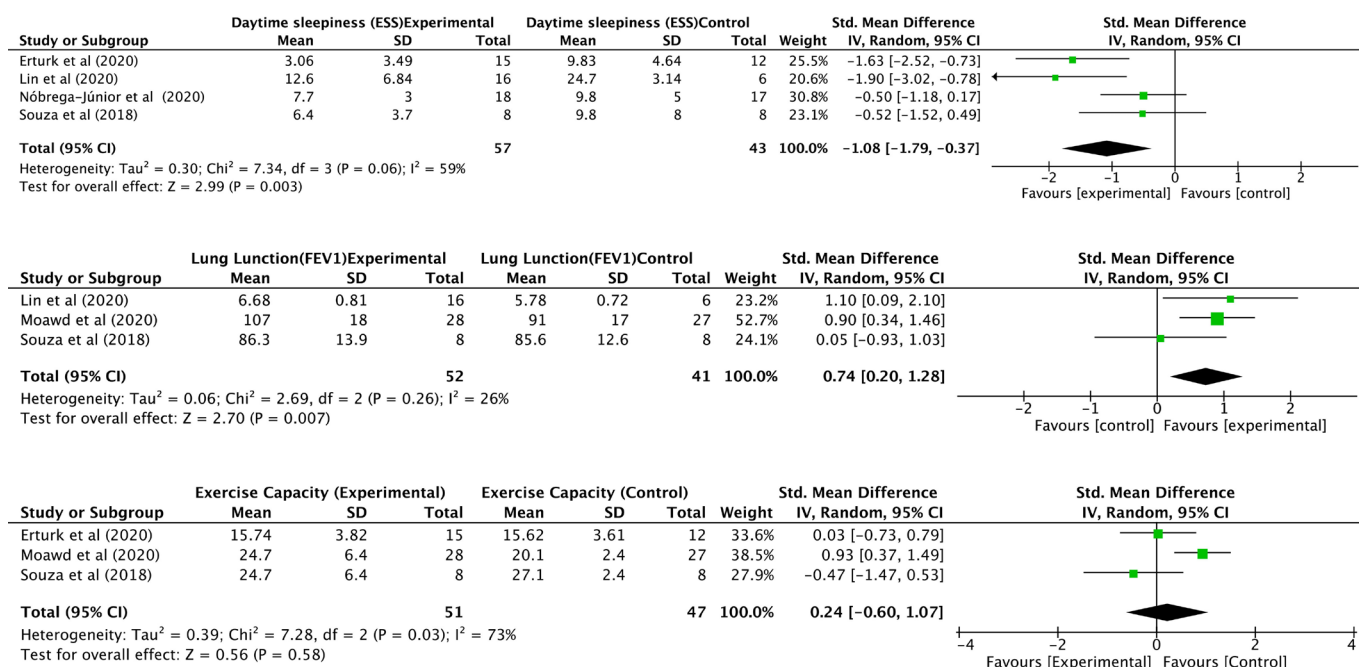 Daytime sleepiness (ESS)Experimental Daytime sleepiness (ESS)Control Std. Mean Difference Std. Mean Difference
Study or Subgroup Mean SD Total Mean SD Total Weight IV, Random, 95% CI IV, Random, 95% CI
Erturk et al (2020) 3.06 3.49 15 9.83 4.64 12 25.5% −1.63 [−2.52, −0.73]
Lin et al (2020) 12.6 6.84 16 24.7 3.14 6 20.6% −1.90 [−3.02, −0.78]
Nóbrega–Júnior et al (2020) 7.7 3 18 9.8 5 17 30.8% −0.50 [−1.18, 0.17]
Souza et al (2018) 6.4 3.7 8 9.8 8 8 23.1% −0.52 [−1.52, 0.49]
Total (95% CI) 57 43 100.0% −1.08 [−1.79, −0.37]
Heterogeneity: Tau² = 0.30; Chi² = 7.34, df = 3 (P = 0.06); I² = 59%
Test for overall effect: Z = 2.99 (P = 0.003)
−2 −1 0 1 2
Favours [experimental] Favours [control]
Lung Lunction(FEV1)Experimental Lung Lunction(FEV1)Control Std. Mean Difference Std. Mean Difference
Study or Subgroup Mean SD Total Mean SD Total Weight IV, Random, 95% CI IV, Random, 95% CI
Lin et al (2020) 6.68 0.81 16 5.78 0.72 6 23.2% 1.10 [0.09, 2.10]
Moawd et al (2020) 107 18 28 91 17 27 52.7% 0.90 [0.34, 1.46]
Souza et al (2018) 86.3 13.9 8 85.6 12.6 8 24.1% 0.05 [−0.93, 1.03]
Total (95% CI) 52 41 100.0% 0.74 [0.20, 1.28]
Heterogeneity: Tau² = 0.06; Chi² = 2.69, df = 2 (P = 0.26); I² = 26%
Test for overall effect: Z = 2.70 (P = 0.007)
−2 −1 0 1 2
Favours [control] Favours [experimental]
Exercise Capacity (Experimental) Exercise Capacity (Control) Std. Mean Difference Std. Mean Difference
Study or Subgroup Mean SD Total Mean SD Total Weight IV, Random, 95% CI IV, Random, 95% CI
Erturk et al (2020) 15.74 3.82 15 15.62 3.61 12 33.6% 0.03 [−0.73, 0.79]
Moawd et al (2020) 24.7 6.4 28 20.1 2.4 27 38.5% 0.93 [0.37, 1.49]
Souza et al (2018) 24.7 6.4 8 27.1 2.4 8 27.9% −0.47 [−1.47, 0.53]
Total (95% CI) 51 47 100.0% 0.24 [−0.60, 1.07]
Heterogeneity: Tau² = 0.39; Chi² = 7.28, df = 2 (P = 0.03); I² = 73%
Test for overall effect: Z = 0.56 (P = 0.58)
−4 −2 0 2 4
Favours [Experimental] Favours [Control]